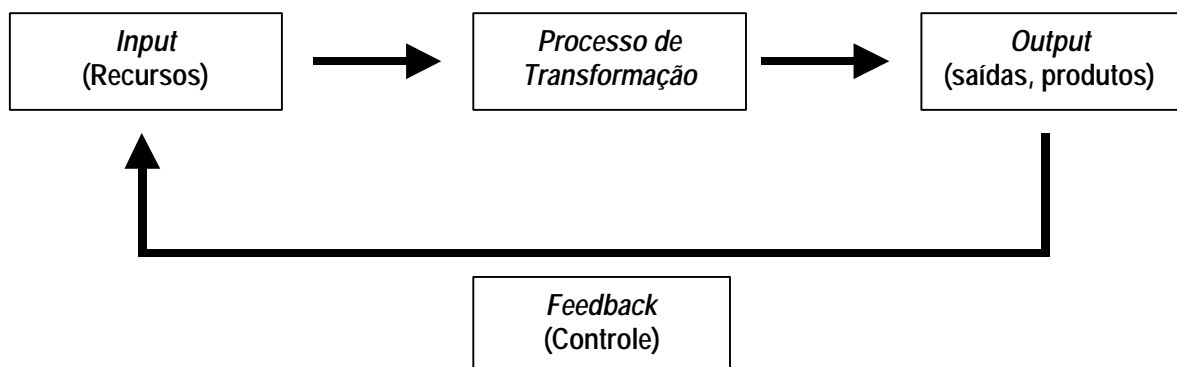 Input
(Recursos)
Processo de
Transformação
Output
(saídas, produtos)
Feedback
(Controle)